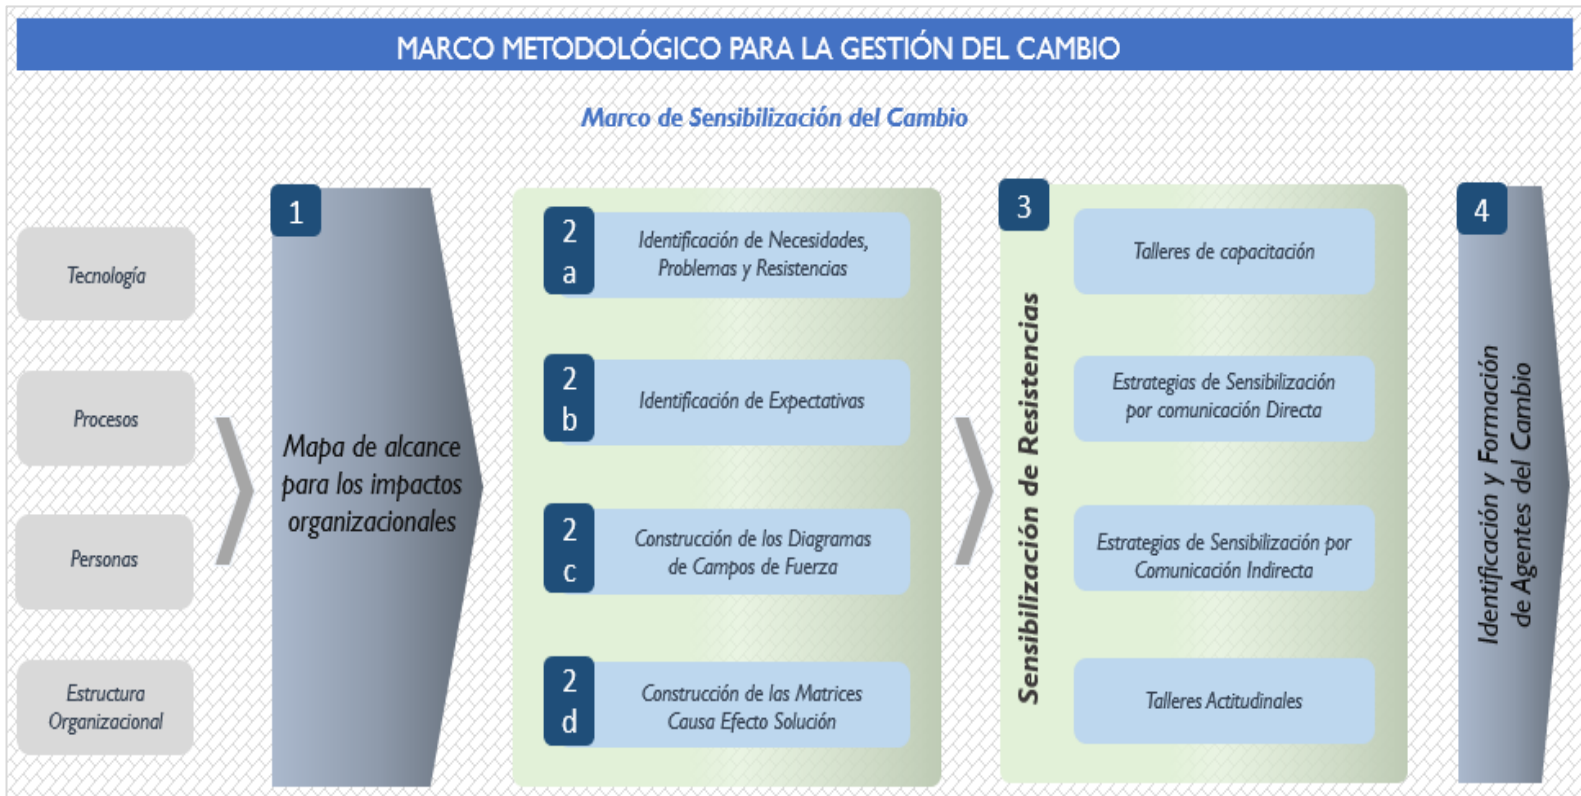 MARCO METODOLÓGICO PARA LA GESTIÓN DEL CAMBIO
Marco de Sensibilización del Cambio
Tecnología
Procesos
Personas
Estructura
Organizacional
1
Mapa de alcance
para los impactos
organizacionales
2
a
Identificación de Necesidades,
Problemas y Resistencias
2
b
Identificación de Expectativas
2
c
Construcción de los Diagramas
de Campos de Fuerza
2
d
Construcción de las Matrices
Causa Efecto Solución
3
Sensibilización de Resistencias
Talleres de capacitación
Estrategias de Sensibilización
por comunicación Directa
Estrategias de Sensibilización por
Comunicación Indirecta
Talleres Actitudinales
4
Identificación y Formación
de Agentes del Cambio